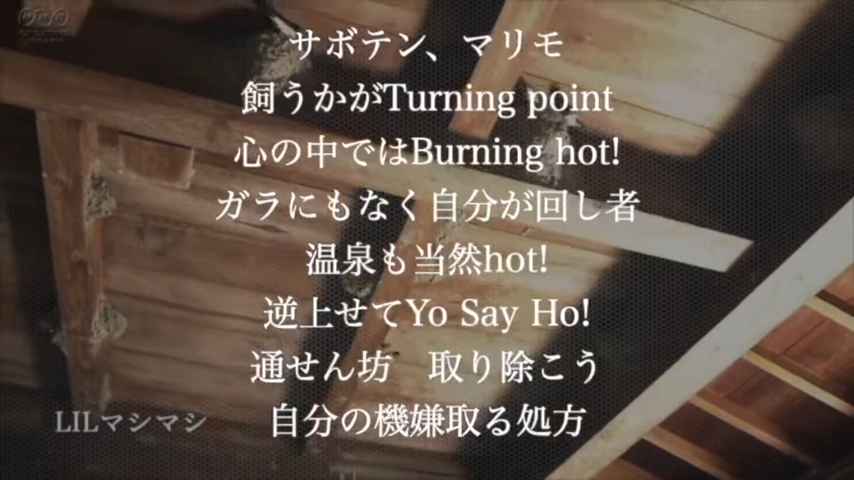 サボテン、マリモ
飼うかがTurning point
心の中ではBurning hot!
ガラにもなく自分が回し者
温泉も当然hot!
逆上せてYo Say Ho!
通せん坊　取り除こう
自分の機嫌取る処方
LILマシマシ